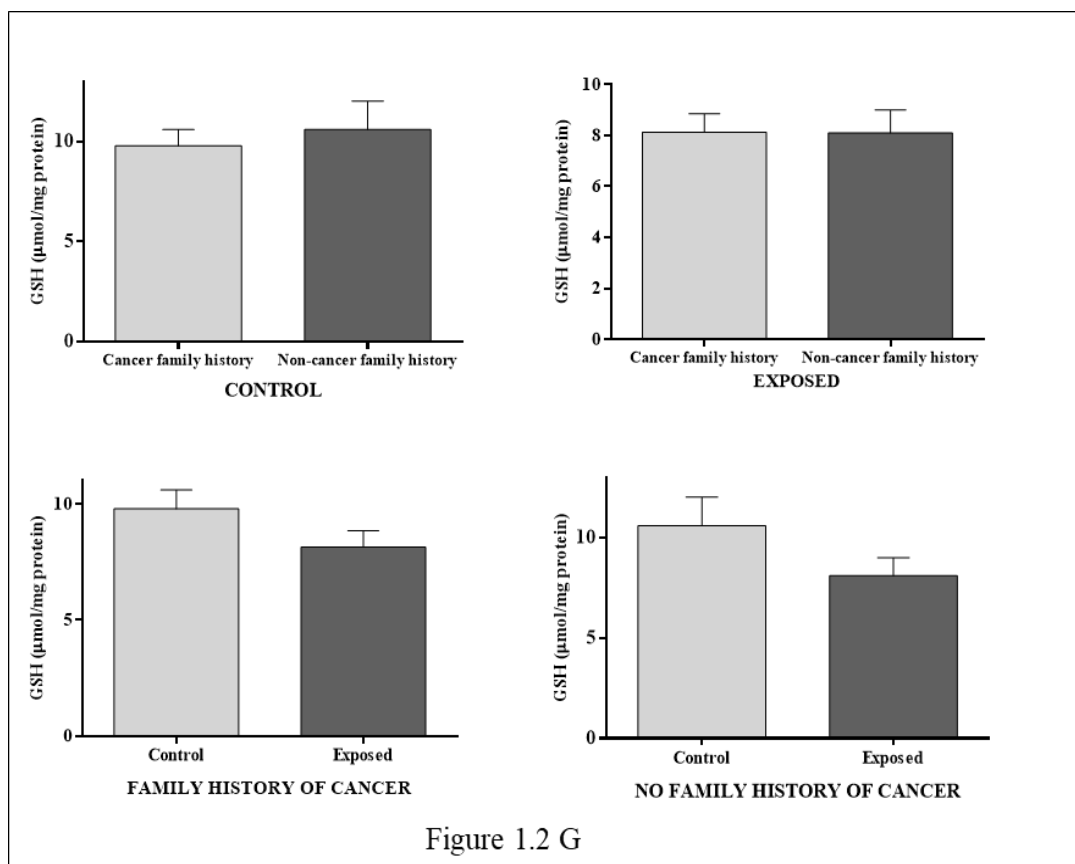 GSH (µmol/mg protein)
10
5
0
Cancer family history Non-cancer family history
CONTROL
GSH (µmol/mg protein)
10
8
6
4
2
0
Cancer family history Non-cancer family history
EXPOSED
GSH (µmol/mg protein)
10
5
0
Control Exposed
FAMILY HISTORY OF CANCER
GSH (µmol/mg protein)
10
5
0
Control Exposed
NO FAMILY HISTORY OF CANCER
Figure 1.2 G